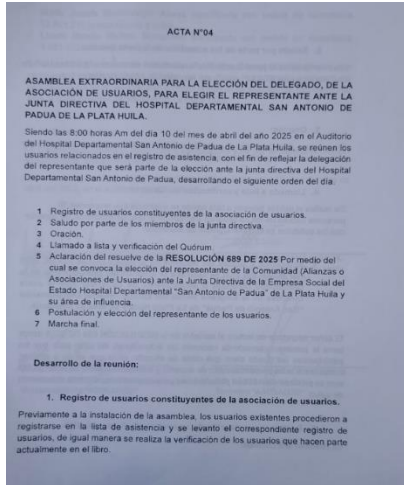 ACTA N°04
ASAMBLEA EXTRAORDINARIA PARA LA ELECCIÓN DEL DELEGADO, DE LA
ASOCIACIÓN DE USUARIOS, PARA ELEGIR EL REPRESENTANTE ANTE LA
JUNTA DIRECTIVA DEL HOSPITAL DEPARTAMENTAL SAN ANTONIO DE
PADUA DE LA PLATA HUILA.
Siendo las 8:00 horas Am del día 10 del mes de abril del año 2025 en el Auditorio
del Hospital Departamental San Antonio de Padua de La Plata Huila, se reúnen los
usuarios relacionados en el registro de asistencia, con el fin de reflejar la delegación
del representante que será parte de la elección ante la junta directiva del Hospital
Departamental San Antonio de Padua, desarrollando el siguiente orden del día.
1 Registro de usuarios constituyentes de la asociación de usuarios.
2 Saludo por parte de los miembros de la junta directiva.
3 Oración.
4 Llamado a lista y verificación del Quórum.
5 Aclaración del resuelve de la RESOLUCIÓN 689 DE 2025 Por medio del
cual se convoca la elección del representante de la Comunidad (Alianzas o
Asociaciones de Usuarios) ante la Junta Directiva de la Empresa Social del
Estado Hospital Departamental "San Antonio de Padua" de La Plata Huila y
su área de influencia.
6 Postulación y elección del representante de los usuarios.
7 Marcha final.
Desarrollo de la reunión:
1. Registro de usuarios constituyentes de la asociación de usuarios.
Previamente a la instalación de la asamblea, los usuarios existentes procedieron a
registrarse en la lista de asistencia y se levanto el correspondiente registro de
usuarios, de igual manera se realiza la verificación de los usuarios que hacen parte
actualmente en el libro.